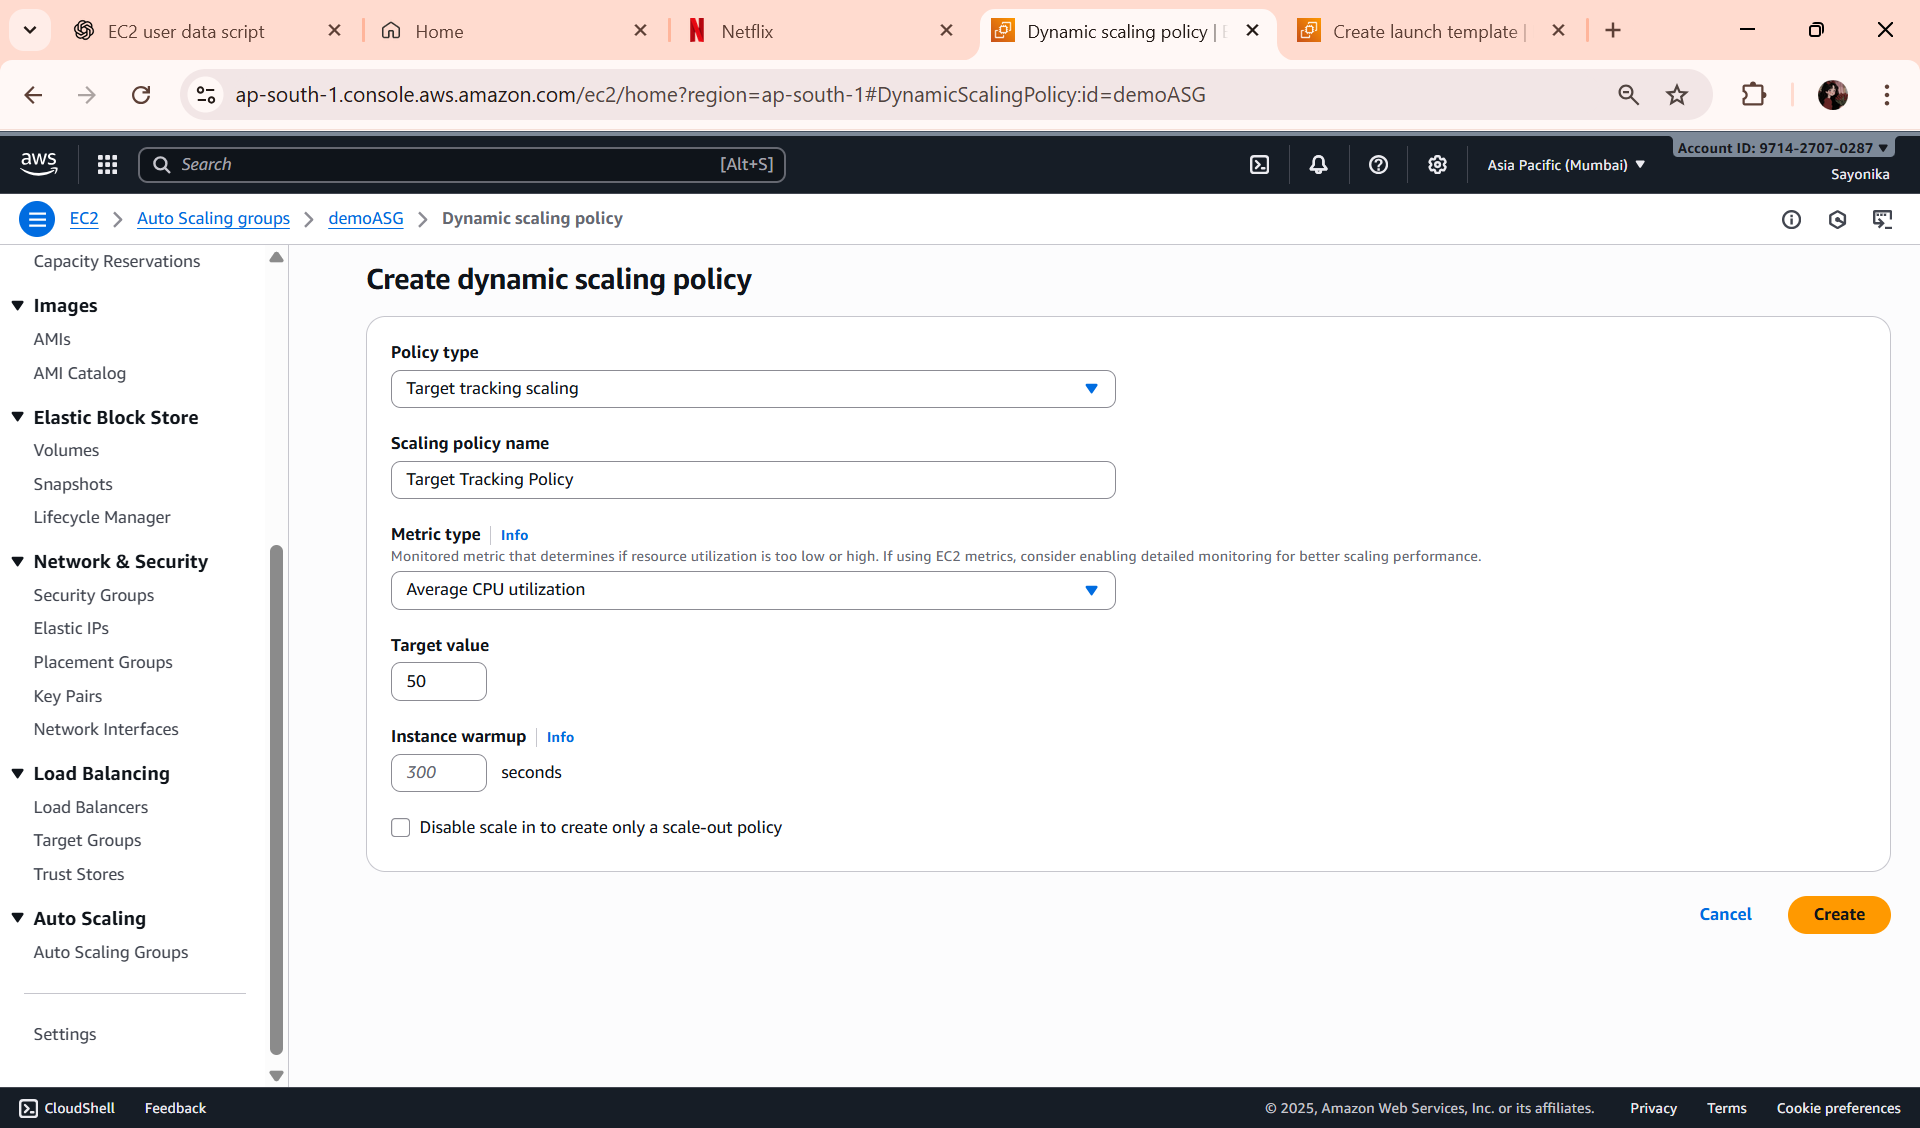 EC2 user data script
Home
Netflix
Dynamic scaling policy |
Create launch template |
ap-south-1.console.aws.amazon.com/ec2/home?region=ap-south-1#DynamicScalingPolicy:id=demoASG
aws
Search
[Alt+S]
Asia Pacific (Mumbai)
Account ID: 9714-2707-0287
Sayonika
EC2
Auto Scaling groups
demoASG
Dynamic scaling policy
Capacity Reservations
Images
AMIs
AMI Catalog
Elastic Block Store
Volumes
Snapshots
Lifecycle Manager
Network & Security
Security Groups
Elastic IPs
Placement Groups
Key Pairs
Network Interfaces
Load Balancing
Load Balancers
Target Groups
Trust Stores
Auto Scaling
Auto Scaling Groups
Settings
Create dynamic scaling policy
Policy type
Target tracking scaling
Scaling policy name
Target Tracking Policy
Metric type
Info
Monitored metric that determines if resource utilization is too low or high. If using EC2 metrics, consider enabling detailed monitoring for better scaling performance.
Average CPU utilization
Target value
50
Instance warmup
Info
300
seconds
Disable scale in to create only a scale-out policy
Cancel
Create
CloudShell
Feedback
© 2025, Amazon Web Services, Inc. or its affiliates.
Privacy
Terms
Cookie preferences